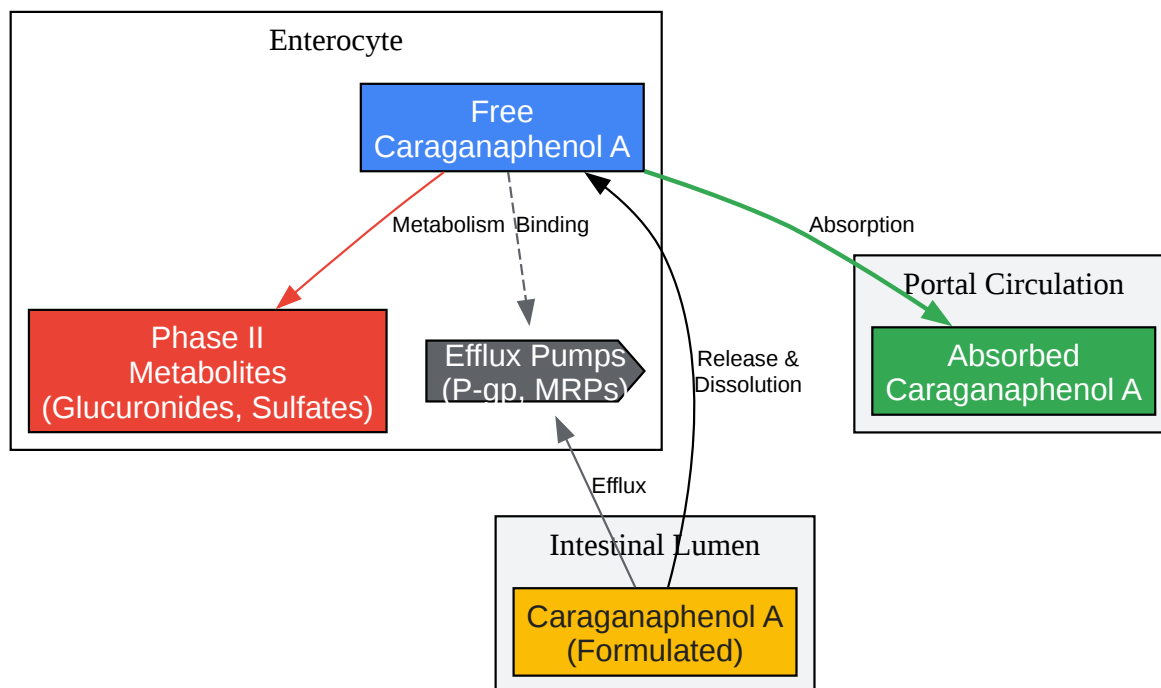 Enterocyte
Free
Caraganaphenol A
Metabolism
Binding
Absorption
Portal Circulation
Phase II
Metabolites
(Glucuronides, Sulfates)
Efflux Pumps
(P-gp, MRPs)
Release &
Dissolution
Absorbed
Caraganaphenol A
Efflux
Intestinal Lumen
Caraganaphenol A
(Formulated)